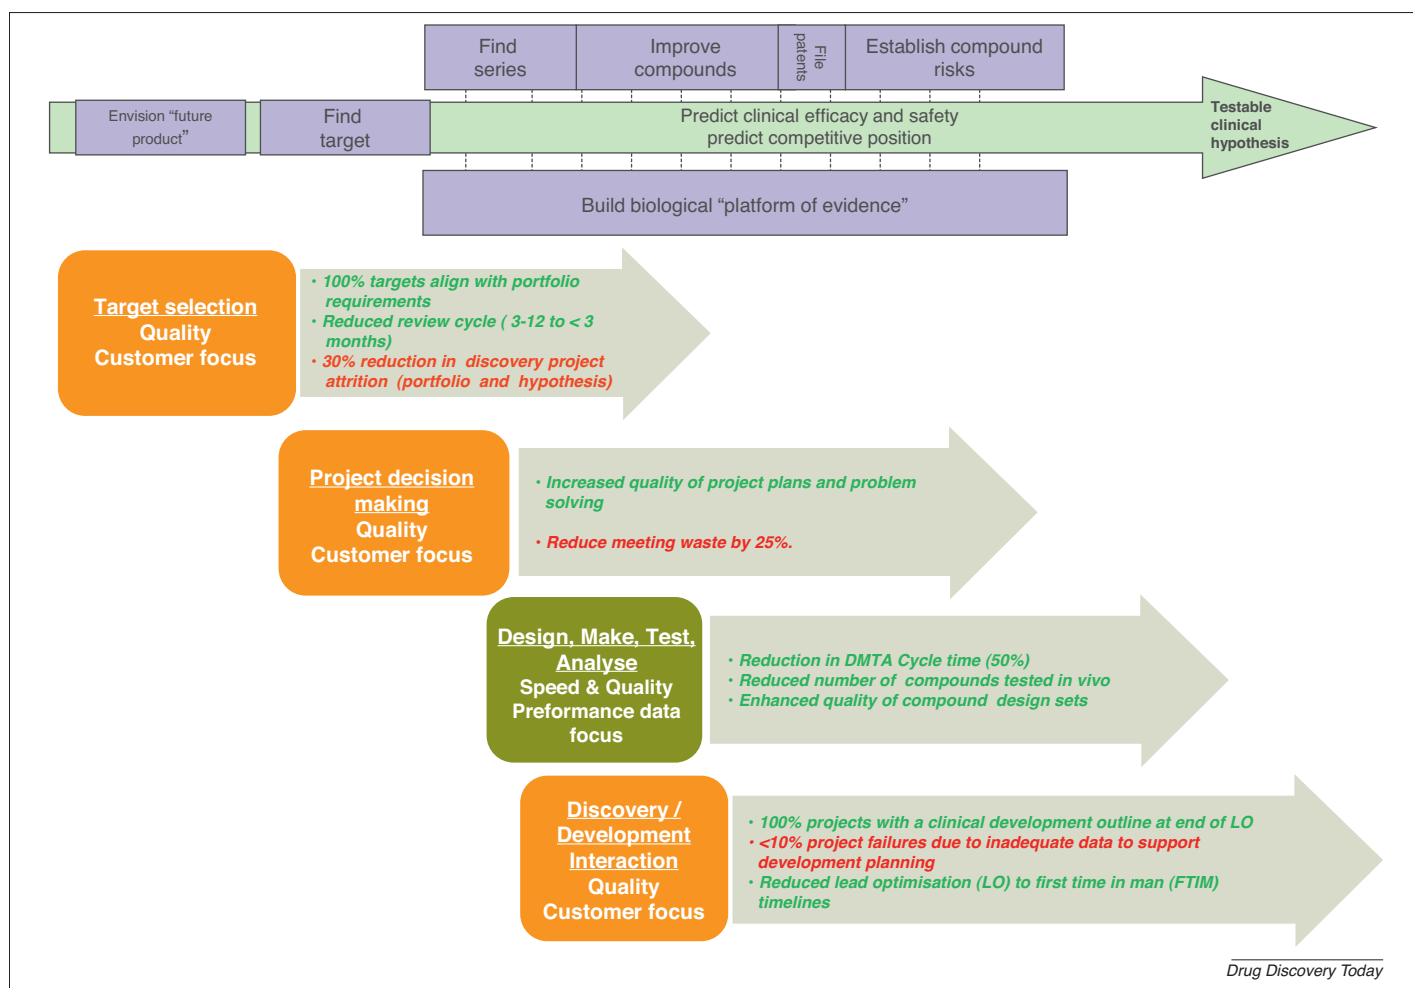 Find
series
Improve
compounds
File
patents
Establish compound
risks
Envision “future
product”
Find
target
Predict clinical efficacy and safety
predict competitive position
Testable
clinical
hypothesis
Build biological “platform of evidence”
Target selection
Quality
Customer focus
• 100% targets align with portfolio
requirements
• Reduced review cycle ( 3-12 to < 3
months)
• 30% reduction in discovery project
attrition (portfolio and hypothesis)
Project decision
making
Quality
Customer focus
• Increased quality of project plans and problem
solving
• Reduce meeting waste by 25%.
Design, Make, Test,
Analyse
Speed & Quality
Preformance data
focus
• Reduction in DMTA Cycle time (50%)
• Reduced number of compounds tested in vivo
• Enhanced quality of compound design sets
Discovery /
Development
Interaction
Quality
Customer focus
• 100% projects with a clinical development outline at end of LO
• <10% project failures due to inadequate data to support
development planning
• Reduced lead optimisation (LO) to first time in man (FTIM)
timelines
Drug Discovery Today